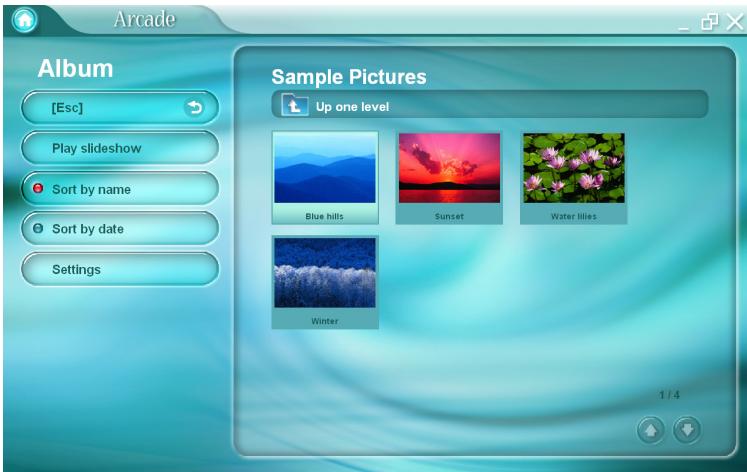 Arcade
Album
[Esc]
Play slideshow
Sort by name
Sort by date
Settings
Sample Pictures
Up one level
Blue hills
Sunset
Water lilies
Winter
1 / 4